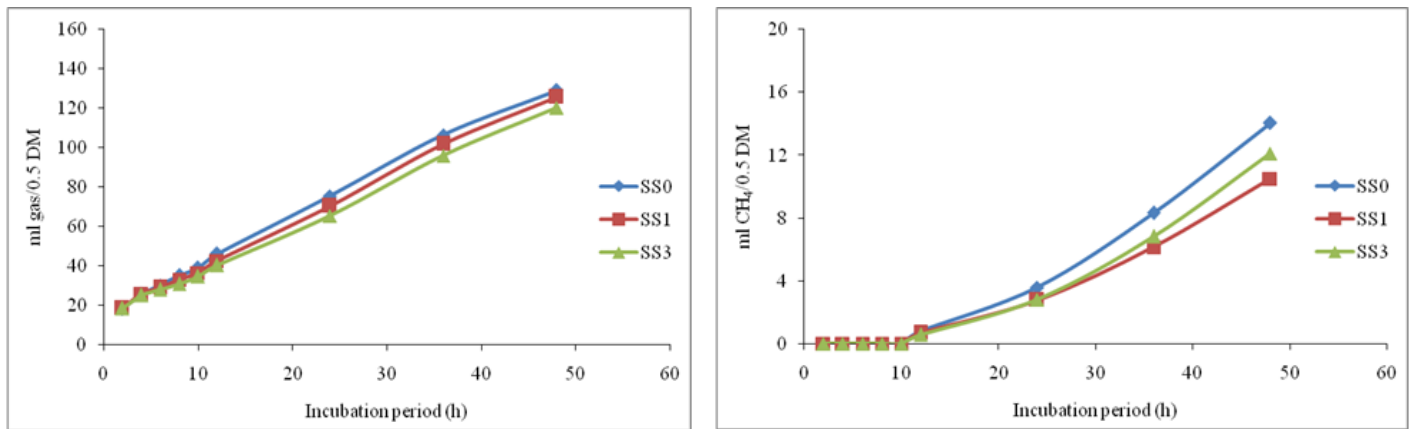 160
140
120
100
80
60
40
20
0
ml gas/0.5 DM
0 10 20 30 40 50 60
Incubation period (h)
SS0
SS1
SS3
20
16
12
8
4
0
ml CH₄/0.5 DM
0 10 20 30 40 50 60
Incubation period (h)
SS0
SS1
SS3